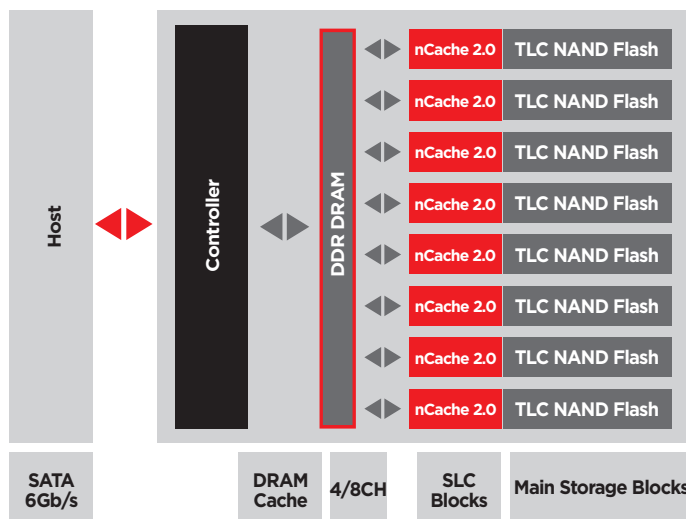 Host
Controller
DDR DRAM
nCache 2.0 TLC NAND Flash
nCache 2.0 TLC NAND Flash
nCache 2.0 TLC NAND Flash
nCache 2.0 TLC NAND Flash
nCache 2.0 TLC NAND Flash
nCache 2.0 TLC NAND Flash
nCache 2.0 TLC NAND Flash
nCache 2.0 TLC NAND Flash
SATA
6Gb/s
DRAM
Cache
4/8CH
SLC
Blocks
Main Storage Blocks